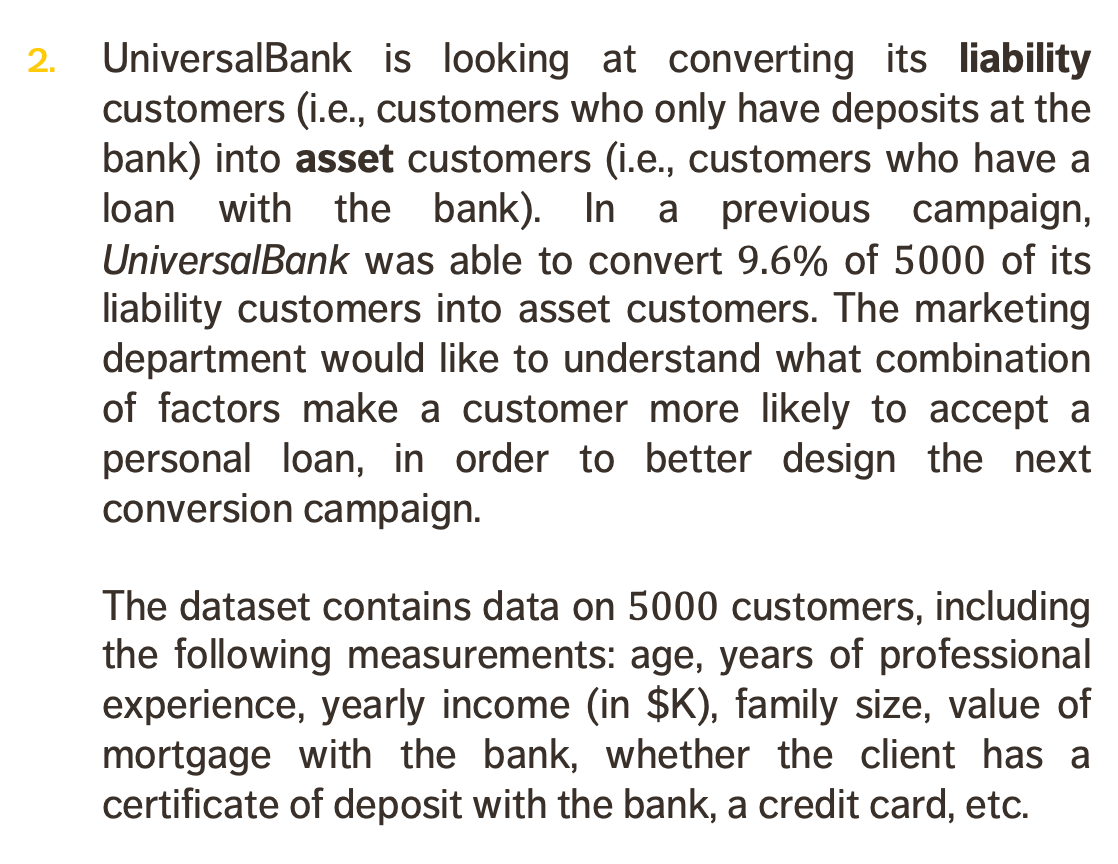 2. UniversalBank is looking at converting its liability
customers (i.e., customers who only have deposits at the
bank) into asset customers (i.e., customers who have a
loan with the bank). In a previous campaign,
UniversalBank was able to convert 9.6% of 5000 of its
liability customers into asset customers. The marketing
department would like to understand what combination
of factors make a customer more likely to accept a
personal loan, in order to better design the next
conversion campaign.
The dataset contains data on 5000 customers, including
the following measurements: age, years of professional
experience, yearly income (in $K), family size, value of
mortgage with the bank, whether the client has a
certificate of deposit with the bank, a credit card, etc.